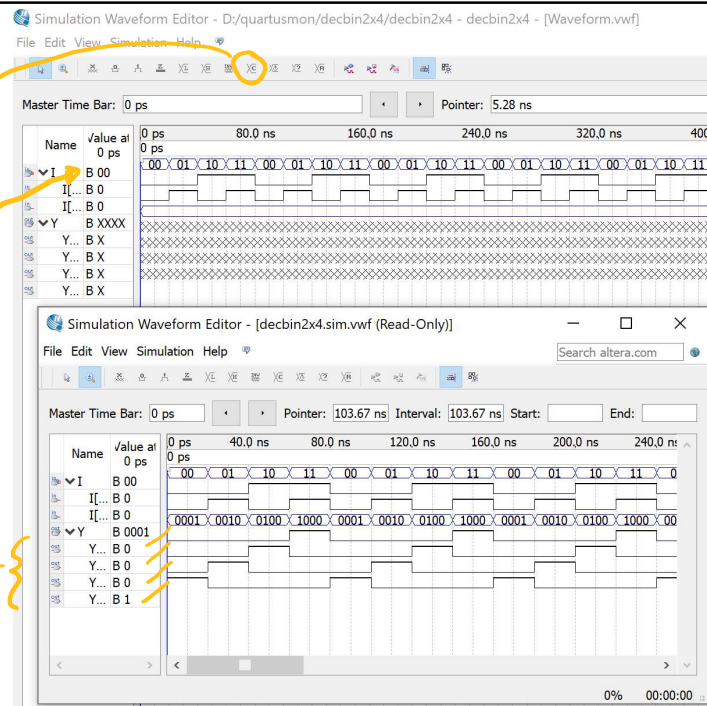 Simulation Waveform Editor - D:/quartusmon/decbin2x4/decbin2x4 - decbin2x4 - [Waveform.vwf]
File Edit View Simulation Help
Master Time Bar: 0 ps Pointer: 5.28 ns
Name Value at 0 ps
0 ps 80.0 ns 160.0 ns 240.0 ns 320.0 ns 400
0 ps
I B 00 00 01 10 11 00 01 10 11 00 01 10 11 00 01 10 11 00 01 10 11
I[... B 0
I[... B 0
Y B XXXX
Y... B X
Y... B X
Y... B X
Y... B X
Simulation Waveform Editor - [decbin2x4.sim.vwf (Read-Only)]
File Edit View Simulation Help Search altera.com
Master Time Bar: 0 ps Pointer: 103.67 ns Interval: 103.67 ns Start: End:
Name Value at 0 ps
0 ps 40.0 ns 80.0 ns 120.0 ns 160.0 ns 200.0 ns 240.0 ns
0 ps
I B 00 00 01 10 11 00 01 10 11 00 01 10 11 0
I[... B 0
I[... B 0
Y B 0001 0001 0010 0100 1000 0001 0010 0100 1000 0001 0010 0100 1000 00
Y... B 0
Y... B 0
Y... B 0
Y... B 1
0% 00:00:00